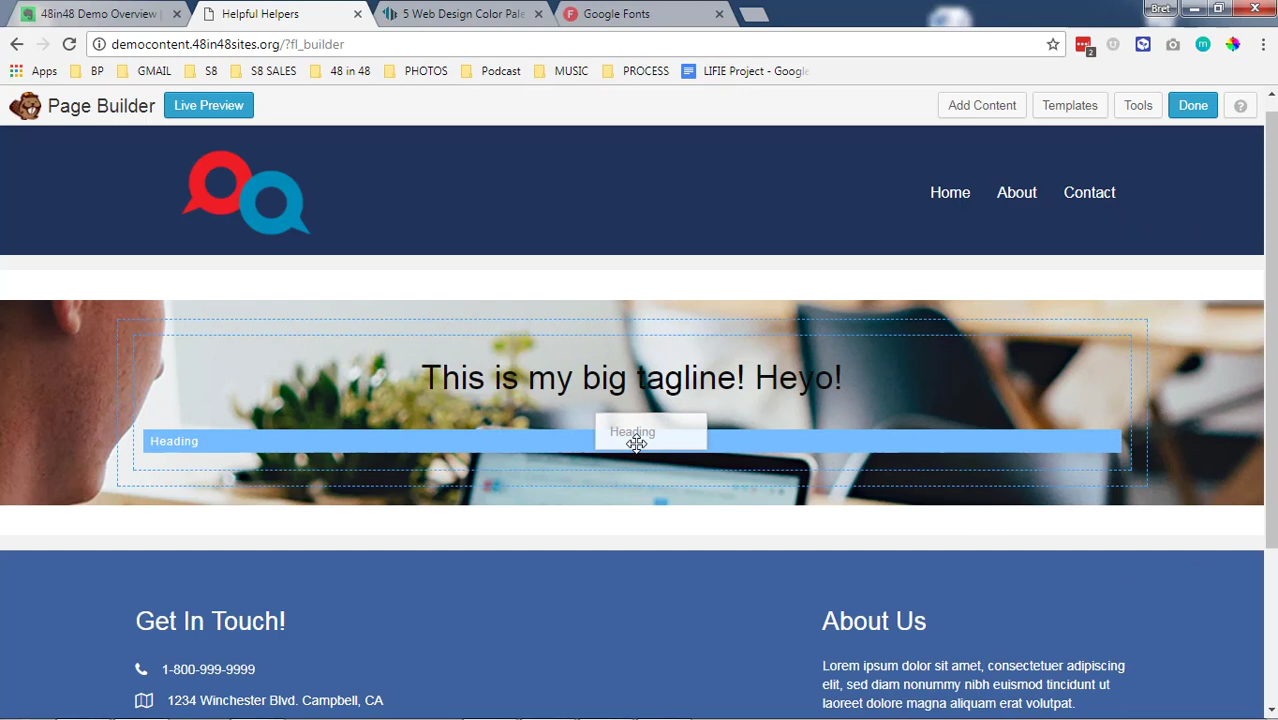 Bret
48in48 Demo Overview
Helpful Helpers
5 Web Design Color Pale
Google Fonts
democontent.48in48sites.org/?fl_builder
2
Apps BP GMAIL S8 S8 SALES 48 in 48 PHOTOS Podcast MUSIC PROCESS LIFIE Project - Google
Page Builder Live Preview Add Content Templates Tools Done ?
Home About Contact
This is my big tagline! Heyo!
Heading
Heading
Get In Touch!
1-800-999-9999
1234 Winchester Blvd. Campbell, CA
About Us
Lorem ipsum dolor sit amet, consectetuer adipiscing
elit, sed diam nonummy nibh euismod tincidunt ut
laoreet dolore magna aliquam erat volutpat.